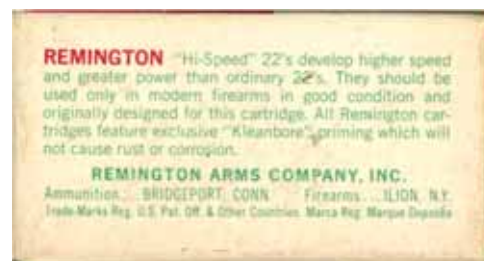 REMINGTON "Hi-Speed" 22's develop higher speed
and greater power than ordinary 22's. They should be
used only in modern firearms in good condition and
originally designed for this cartridge. All Remington car-
tridges feature exclusive "Kleanbore" priming which will
not cause rust or corrosion.
REMINGTON ARMS COMPANY, INC.
Ammunition...BRIDGEPORT, CONN. Firearms...ILION, N.Y.
Trade-Marks Reg. U.S. Pat. Off. & Other Countries Marca Reg. Marque Deposée